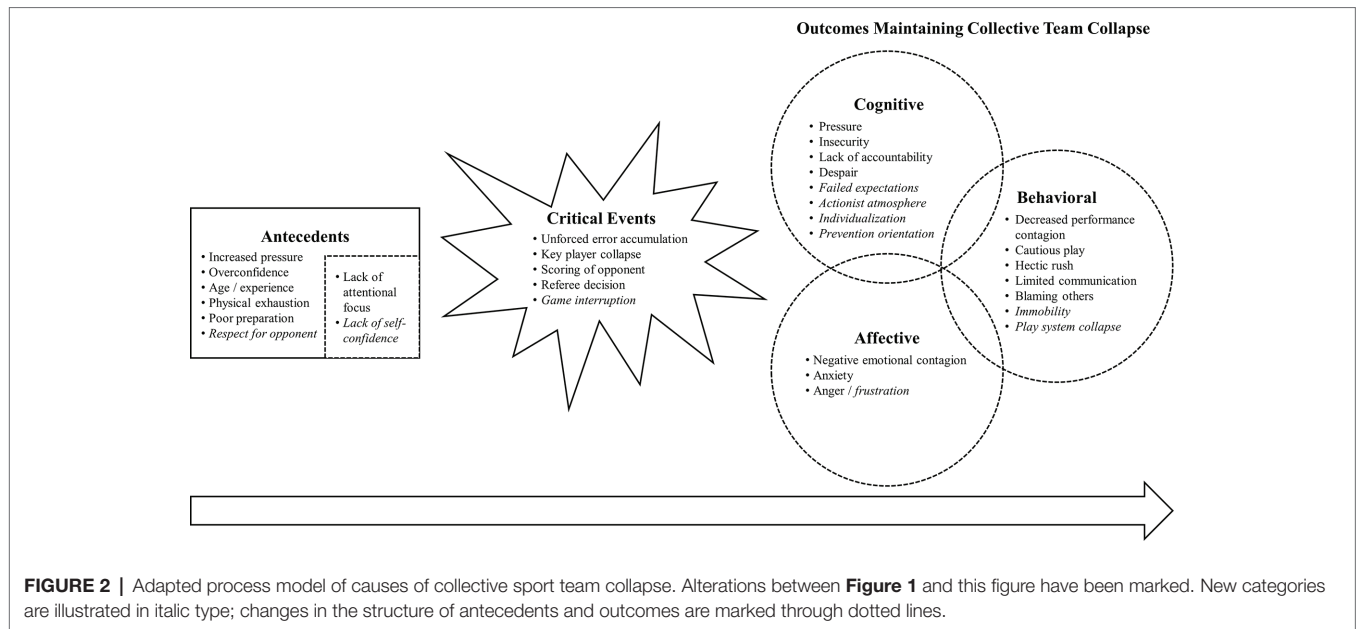 Outcomes Maintaining Collective Team Collapse
Antecedents
• Increased pressure
• Overconfidence
• Age / experience
• Physical exhaustion
• Poor preparation
• Respect for opponent
• Lack of
attentional
focus
• Lack of self-
confidence
Critical Events
• Unforced error accumulation
• Key player collapse
• Scoring of opponent
• Referee decision
• Game interruption
Cognitive
• Pressure
• Insecurity
• Lack of accountability
• Despair
• Failed expectations
• Actionist atmosphere
• Individualization
• Prevention orientation
Affective
• Negative emotional contagion
• Anxiety
• Anger / frustration
Behavioral
• Decreased performance
contagion
• Cautious play
• Hectic rush
• Limited communication
• Blaming others
• Immobility
• Play system collapse
FIGURE 2 | Adapted process model of causes of collective sport team collapse. Alterations between Figure 1 and this figure have been marked. New categories
are illustrated in italic type; changes in the structure of antecedents and outcomes are marked through dotted lines.